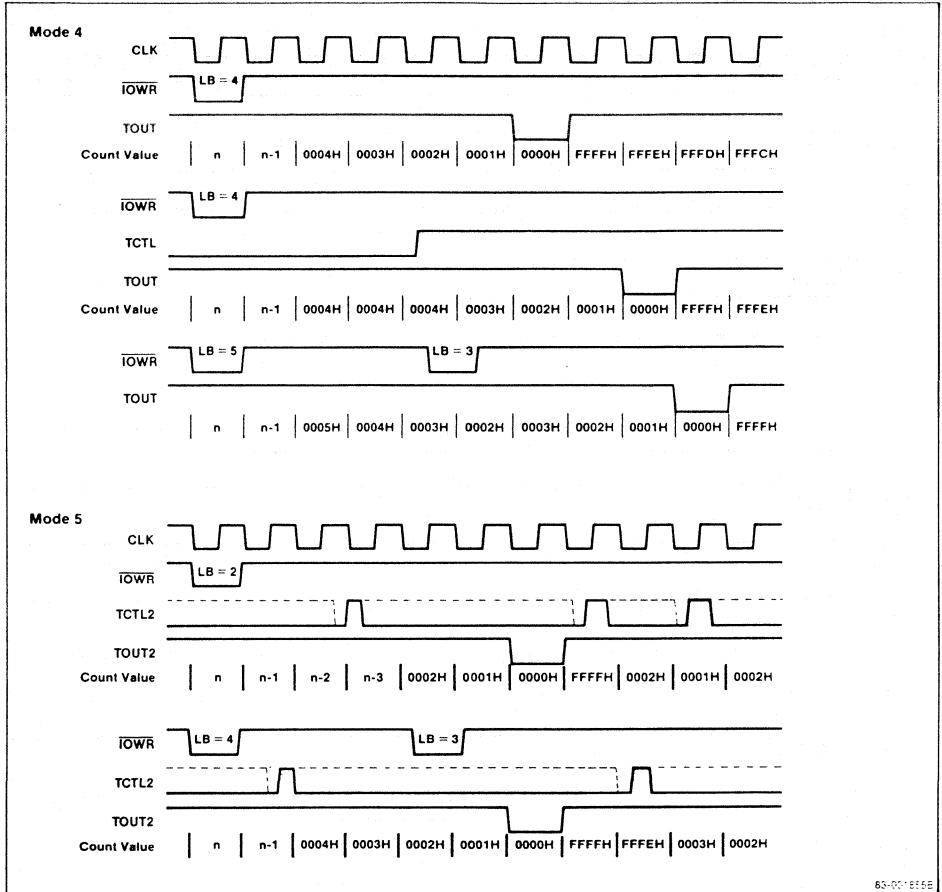 Mode 4
CLK
IOWR LB = 4
TOUT
Count Value n n-1 0004H 0003H 0002H 0001H 0000H FFFFH FFFEH FFFDH FFFCH
IOWR LB = 4
TCTL
TOUT
Count Value n n-1 0004H 0004H 0004H 0003H 0002H 0001H 0000H FFFFH FFFEH
IOWR LB = 5 LB = 3
TOUT
n n-1 0005H 0004H 0003H 0002H 0003H 0002H 0001H 0000H FFFFH
Mode 5
CLK
IOWR LB = 2
TCTL2
TOUT2
Count Value n n-1 n-2 n-3 0002H 0001H 0000H FFFFH 0002H 0001H 0002H
IOWR LB = 4 LB = 3
TCTL2
TOUT2
Count Value n n-1 0004H 0003H 0002H 0001H 0000H FFFFH FFFEH 0003H 0002H